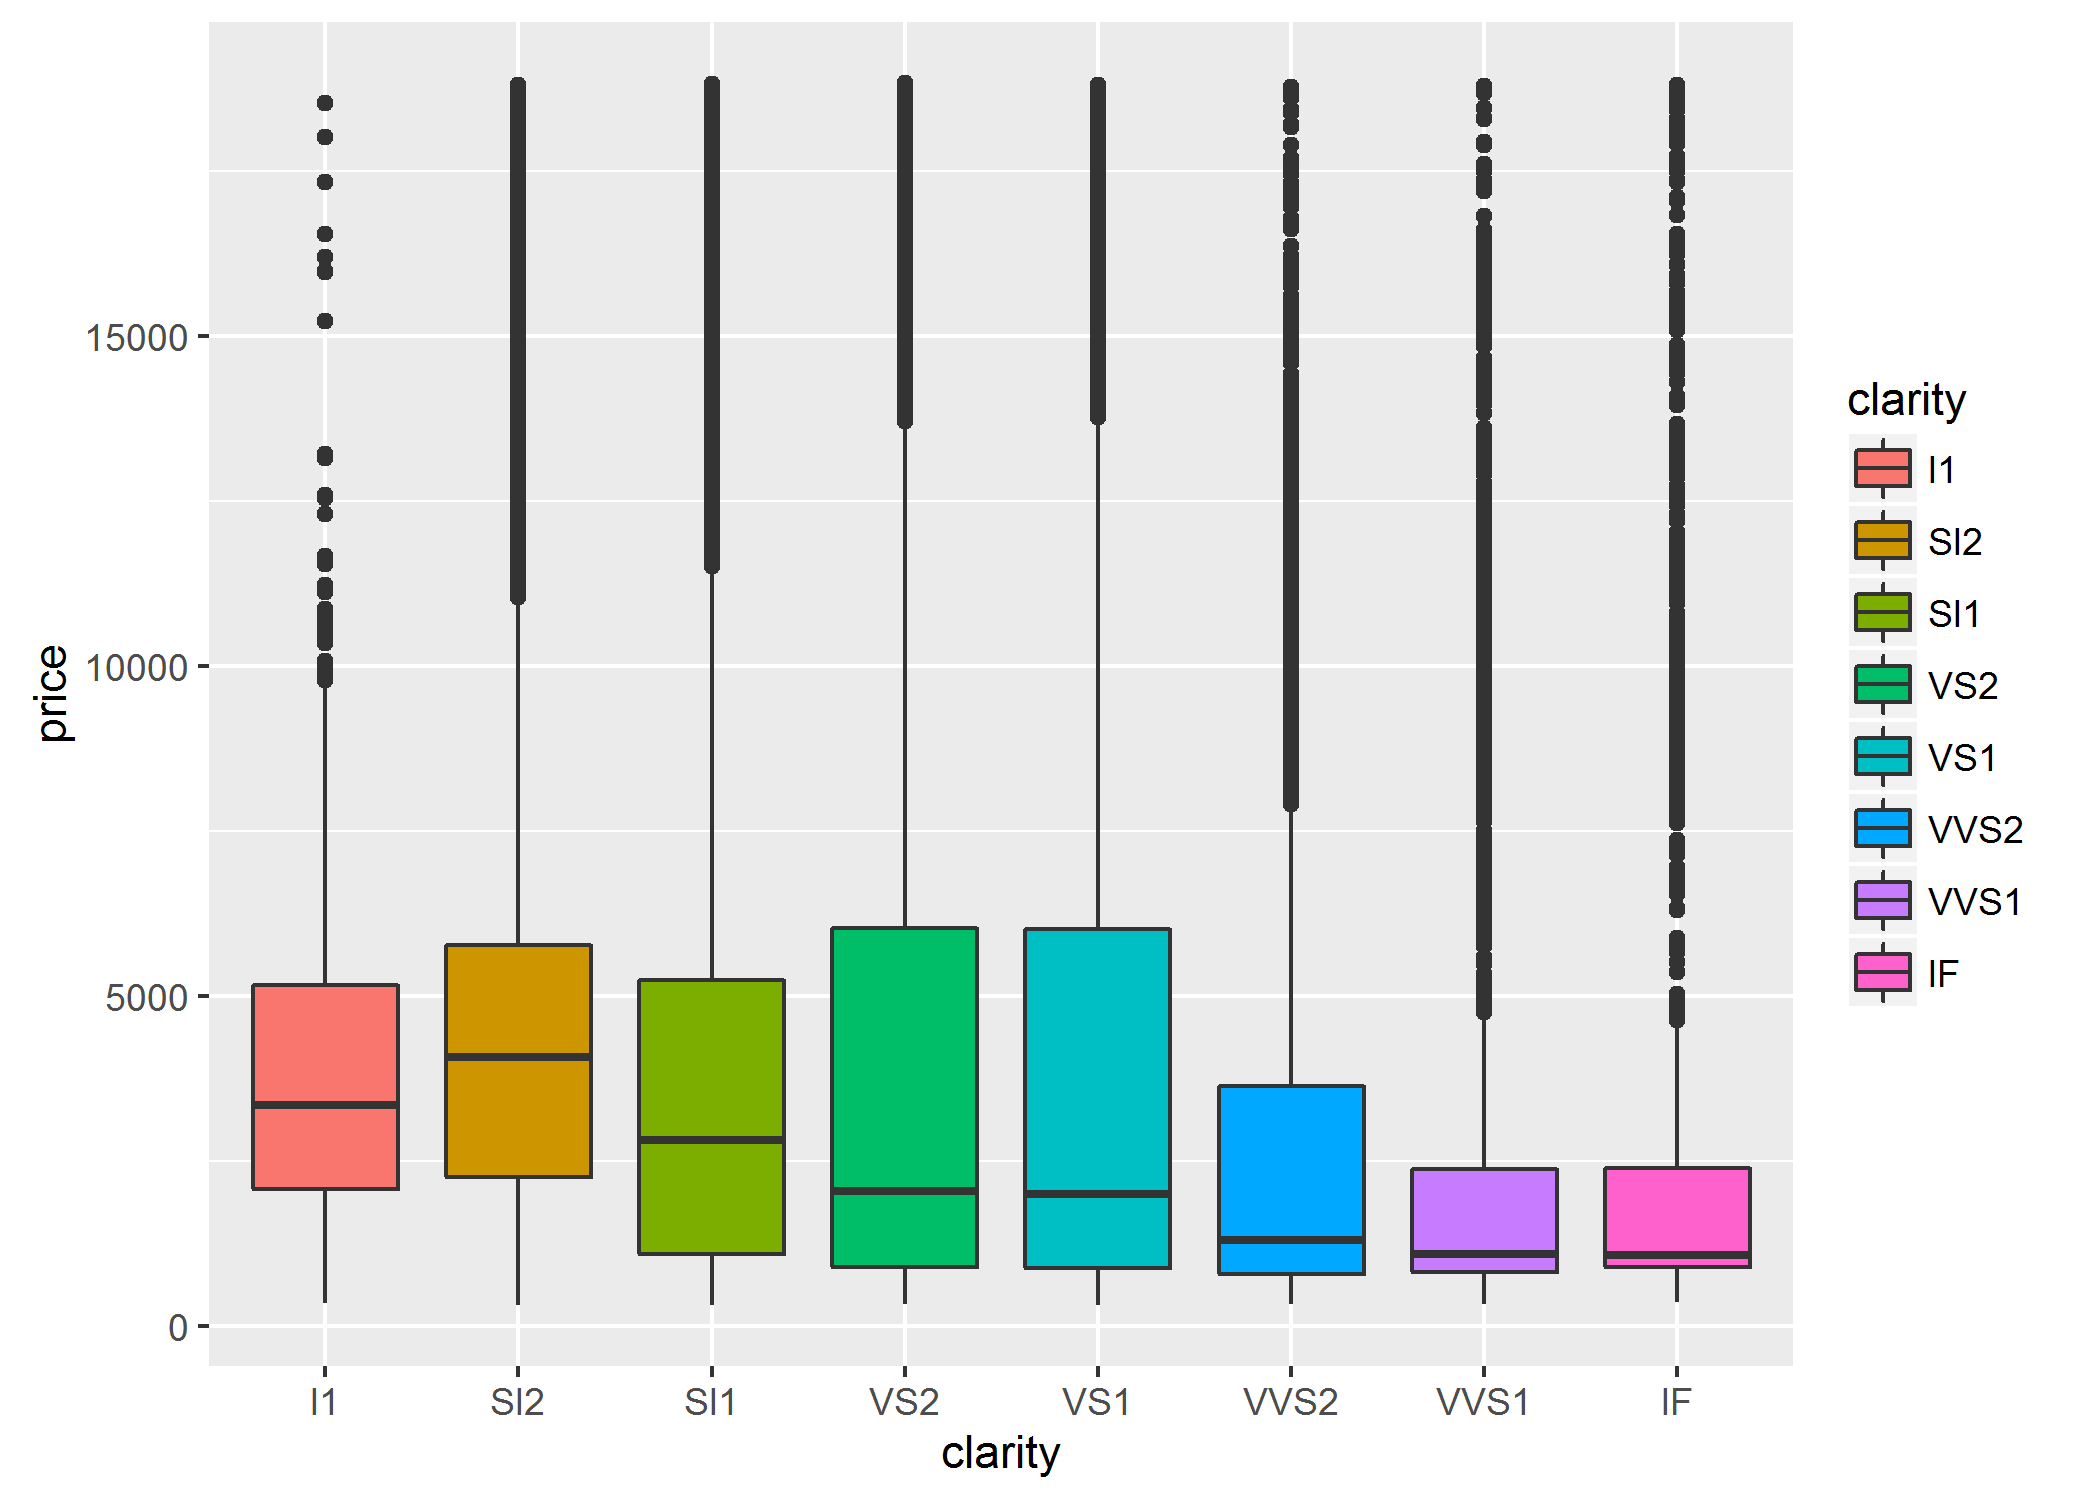 price
15000
10000
5000
0
I1 SI2 SI1 VS2 VS1 VVS2 VVS1 IF
clarity
clarity
I1
SI2
SI1
VS2
VS1
VVS2
VVS1
IF